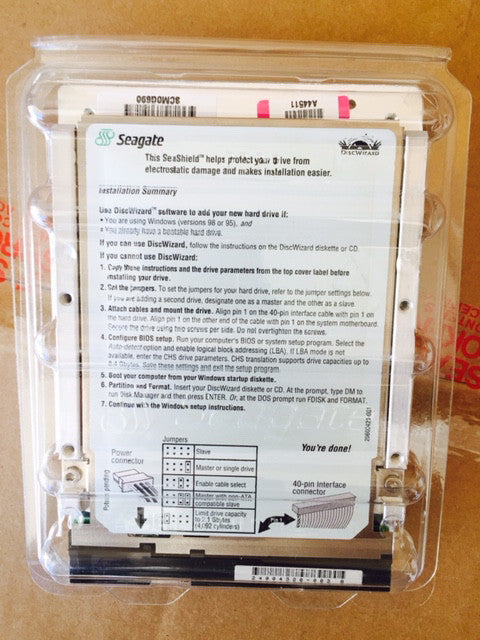 3CM0G690
A44511
Seagate
DISCWIZARD
This SeaShield™ helps protect your drive from
electrostatic damage and makes installation easier.
Installation Summary
Use DiscWizard™ software to add your new hard drive if:
• You are using Windows (versions 98 or 95), and
• You already have a bootable hard drive.
If you can use DiscWizard, follow the instructions on the DiscWizard diskette or CD.
If you cannot use DiscWizard:
1. Copy these instructions and the drive parameters from the top cover label before
installing your drive.
2. Set the jumpers. To set the jumpers for your hard drive, refer to the jumper settings below.
If you are adding a second drive, designate one as master and the other as a slave.
3. Attach cables and mount the drive. Align pin 1 on the 40-pin interface cable with pin 1 on
the hard drive. Align pin 1 on the other end of the cable with pin 1 on the system motherboard.
Secure the drive using two screws per side. Do not overtighten the screws.
4. Configure BIOS setup. Run your computer's BIOS or system setup program. Select the
Auto-detect option and enable logical block addressing (LBA). If LBA mode is not
available, enter the CHS drive parameters. CHS translation supports drive capacities up to
8.4 Gbytes. Save these settings and exit the setup program.
5. Boot your computer from your Windows startup diskette.
6. Partition and Format. Insert your DiscWizard diskette or CD. At the prompt, type DM to
run Disk Manager and then press ENTER. Or, at the DOS prompt run FDISK and FORMAT.
7. Continue with the Windows setup instructions.
You're done!
Jumpers
Power
connector
Slave
Master or single drive
Enable cable select
Master with non-ATA
compatible slave
Limit drive capacity
to 2.1 Gbytes
(4,092 cylinders)
40-pin interface
connector
Pin 1
Patent pending